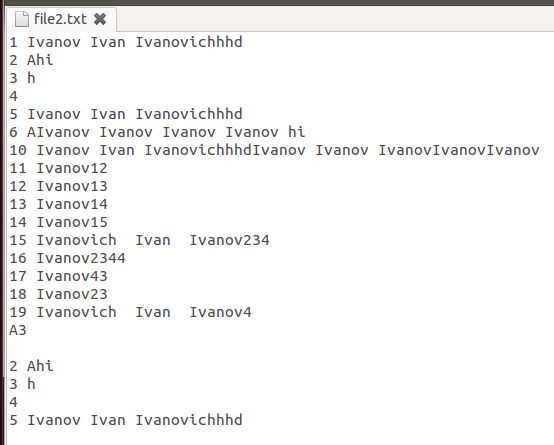 file2.txt
1 Ivanov Ivan Ivanovichhhd
2 Ahi
3 h
4
5 Ivanov Ivan Ivanovichhhd
6 AIvanov Ivanov Ivanov Ivanov hi
10 Ivanov Ivan IvanovichhhdIvanov Ivanov IvanovIvanovIvanov
11 Ivanov12
12 Ivanov13
13 Ivanov14
14 Ivanov15
15 Ivanovich  Ivan  Ivanov234
16 Ivanov2344
17 Ivanov43
18 Ivanov23
19 Ivanovich  Ivan  Ivanov4
A3

2 Ahi
3 h
4
5 Ivanov Ivan Ivanovichhhd